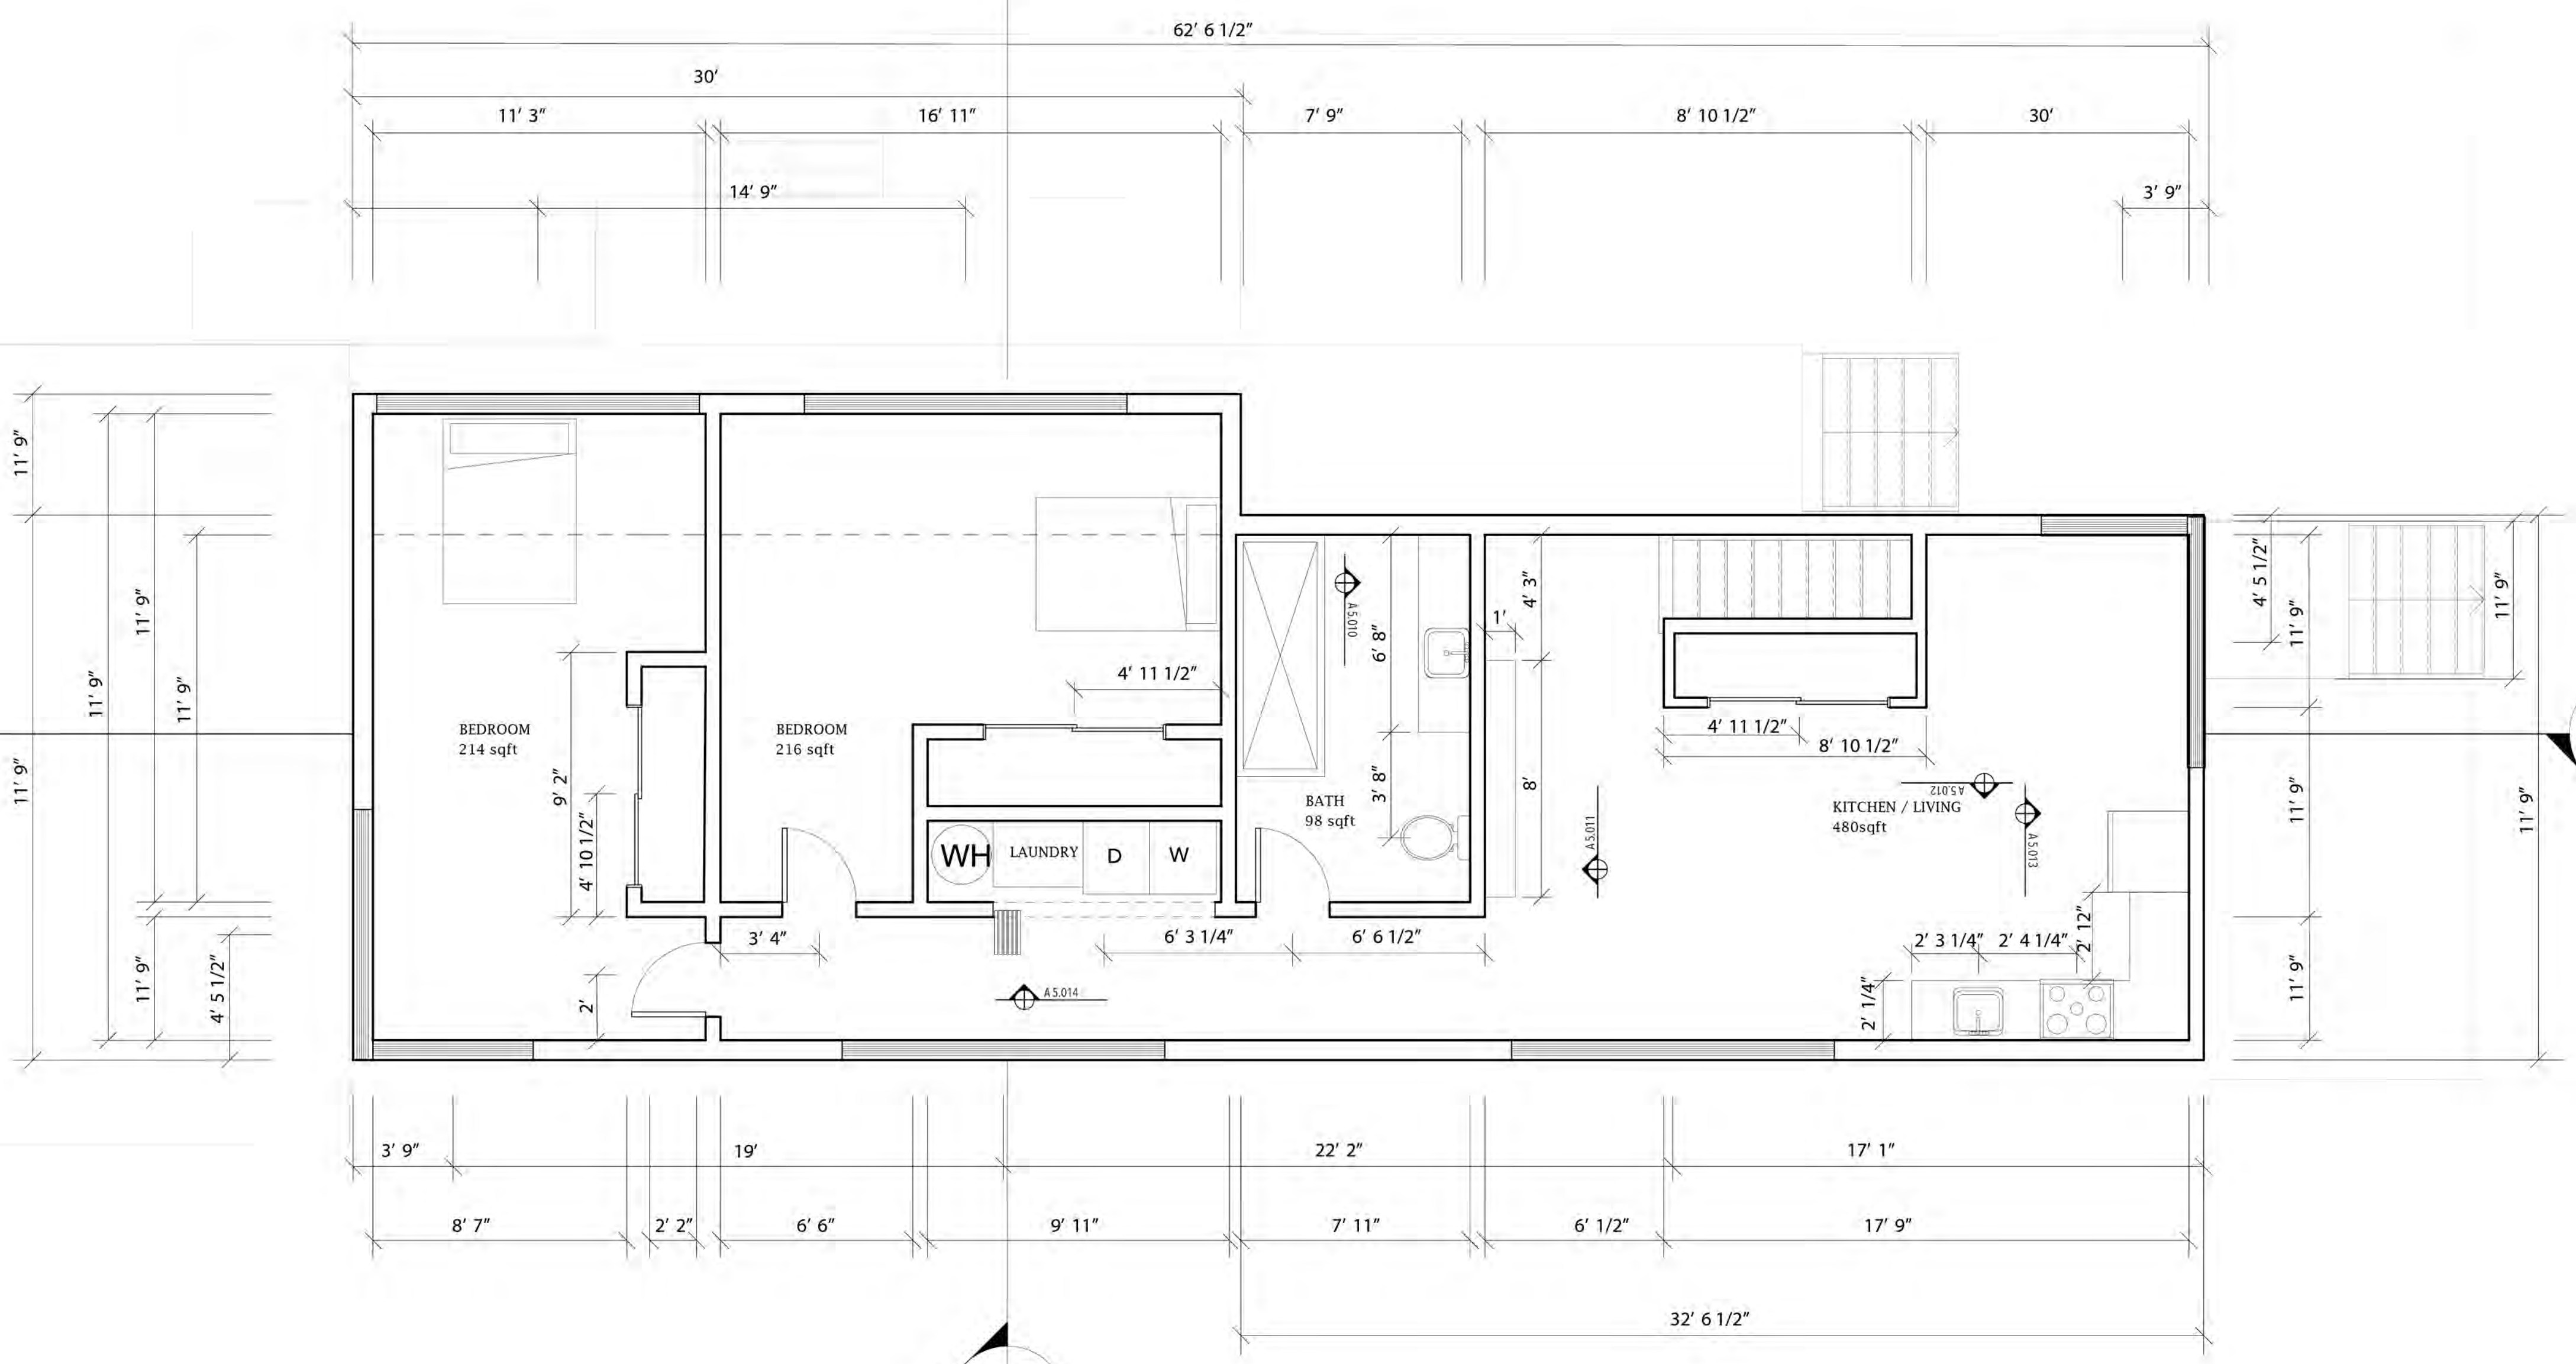 62' 6 1/2"
30'
11' 3"
16' 11"
7' 9"
8' 10 1/2"
30'
14' 9"
3' 9"
11' 9"
11' 9"
11' 9"
11' 9"
11' 9"
11' 9"
4' 5 1/2"
BEDROOM
214 sqft
9' 2"
4' 10 1/2"
2'
BEDROOM
216 sqft
4' 11 1/2"
WH
LAUNDRY
D
W
3' 4"
6' 3 1/4"
6' 6 1/2"
A 5.014
A 5.010
6' 8"
3' 8"
BATH
98 sqft
1'
4' 3"
8'
A 5.011
4' 11 1/2"
8' 10 1/2"
A 5.012
KITCHEN / LIVING
480sqft
A 5.013
2' 12"
2' 3 1/4"
2' 4 1/4"
2' 1/4"
4' 5 1/2"
11' 9"
11' 9"
11' 9"
11' 9"
11' 9"
3' 9"
19'
22' 2"
17' 1"
8' 7"
2' 2"
6' 6"
9' 11"
7' 11"
6' 1/2"
17' 9"
32' 6 1/2"